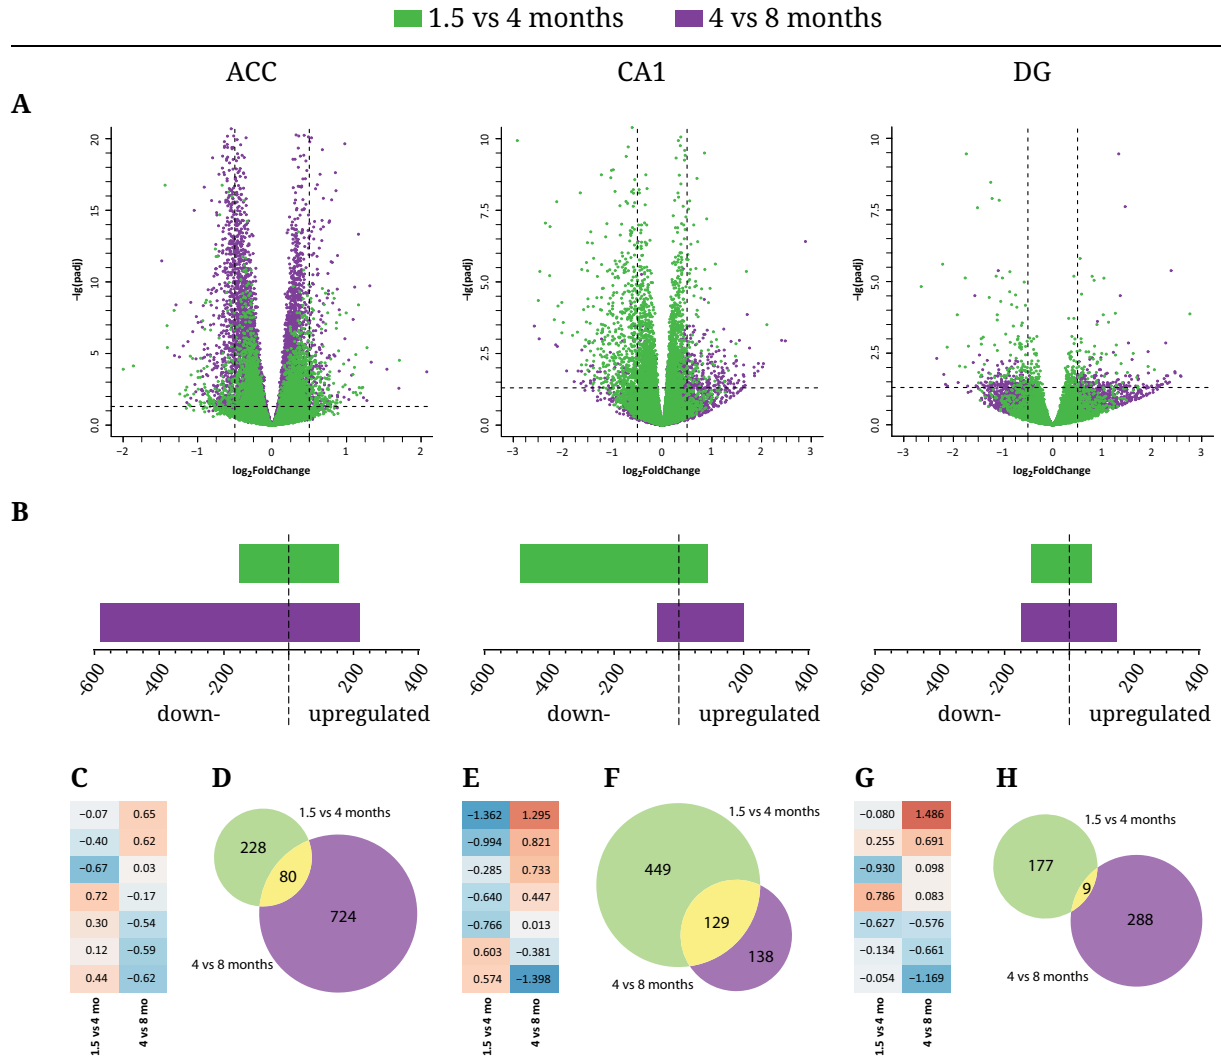 1.5 vs 4 months 4 vs 8 months
ACC CA1 DG
A
−lg(padj)
20
15
10
5
0.0
−2 −1 0 1 2
log2FoldChange
−lg(padj)
10
7.5
5.0
2.5
0.0
−3 −2 −1 0 1 2 3
log2FoldChange
−lg(padj)
10
7.5
5.0
2.5
0.0
−3 −2 −1 0 1 2 3
log2FoldChange
B
-600 -400 -200 0 200 400
down- upregulated
-600 -400 -200 0 200 400
down- upregulated
-600 -400 -200 0 200 400
down- upregulated
C
−0.07 0.65
−0.40 0.62
−0.67 0.03
0.72 −0.17
0.30 −0.54
0.12 −0.59
0.44 −0.62
1.5 vs 4 mo 4 vs 8 mo
D
1.5 vs 4 months
228
80
724
4 vs 8 months
E
−1.362 1.295
−0.994 0.821
−0.285 0.733
−0.640 0.447
−0.766 0.013
0.603 −0.381
0.574 −1.398
1.5 vs 4 mo 4 vs 8 mo
F
1.5 vs 4 months
449
129
138
4 vs 8 months
G
−0.080 1.486
0.255 0.691
−0.930 0.098
0.786 0.083
−0.627 −0.576
−0.134 −0.661
−0.054 −1.169
1.5 vs 4 mo 4 vs 8 mo
H
1.5 vs 4 months
177
9
288
4 vs 8 months